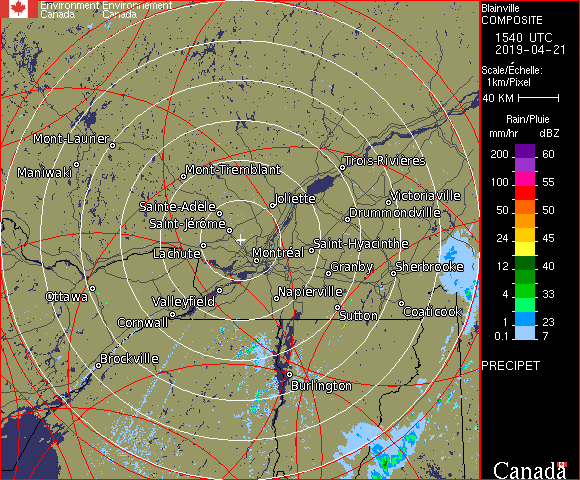 Environment Environnement
Canada Canada
Blainville
COMPOSITE
1540 UTC
2019-04-21
Scale/Échelle:
1km/Pixel
40 KM
Rain/Pluie
mm/hr dBZ
200 60
100 55
50 50
24 45
12 40
4 33
1 23
0.1 7
PRECIPET
Canada
Mont-Laurier
Maniwaki
Mont-Tremblant
Trois-Rivières
Joliette
Victoriaville
Sainte-Adèle
Drummondville
Saint-Jérôme
Lachute
Saint-Hyacinthe
Montréal
Granby
Sherbrooke
Ottawa
Valleyfield
Napierville
Sutton
Coaticook
Cornwall
Brockville
Burlington